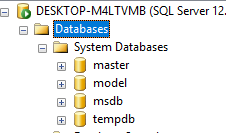 DESKTOP-M4LTVMB (SQL Server 12.
Databases
System Databases
master
model
msdb
tempdb